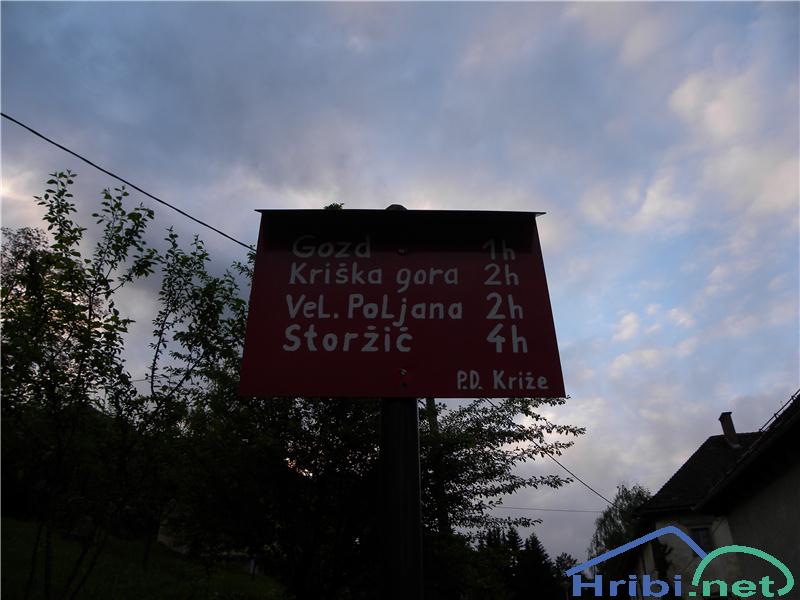 Gozd 1h
Kriška gora 2h
Vel. PoLjana 2h
Storžič 4h
P.D. Križe
Hribi.net